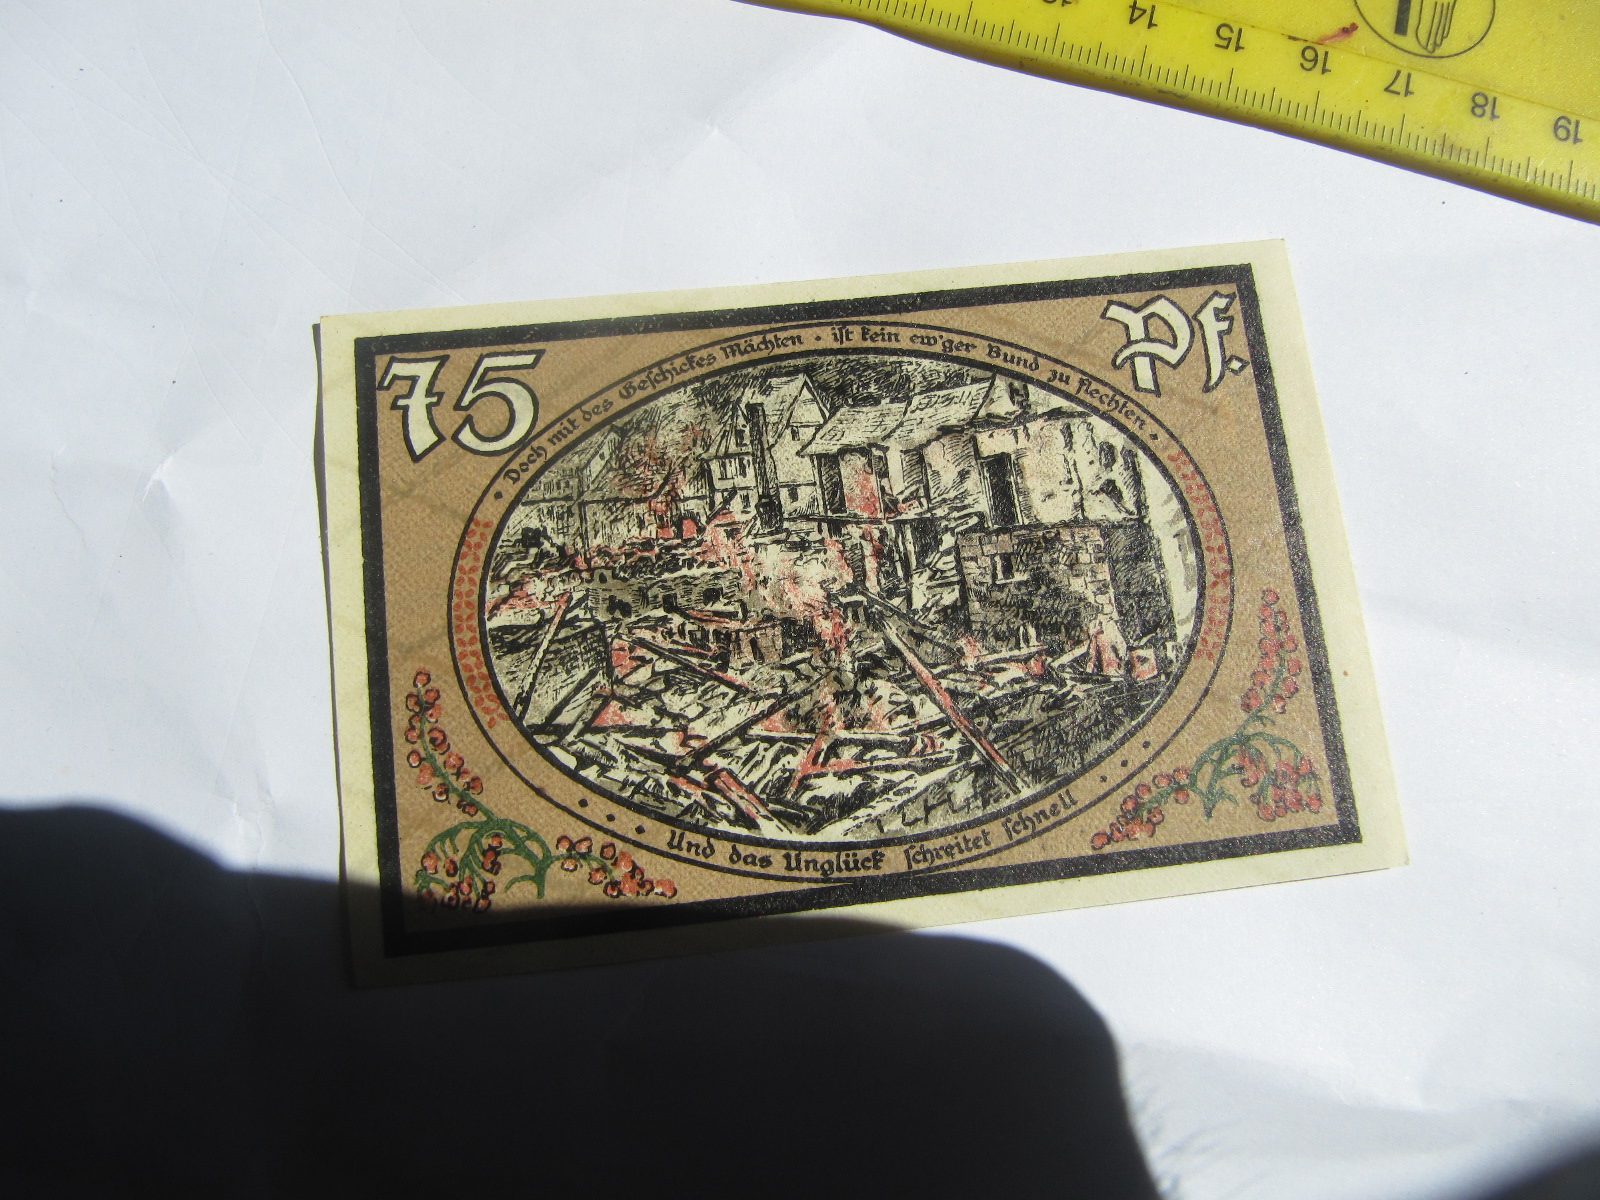 13 14 15 16 17 18 19
75 Pf.
• Doch mit des Geschickes Mächten • ist kein ew'ger Bund zu flechten •
Und das Unglück schreitet schnell